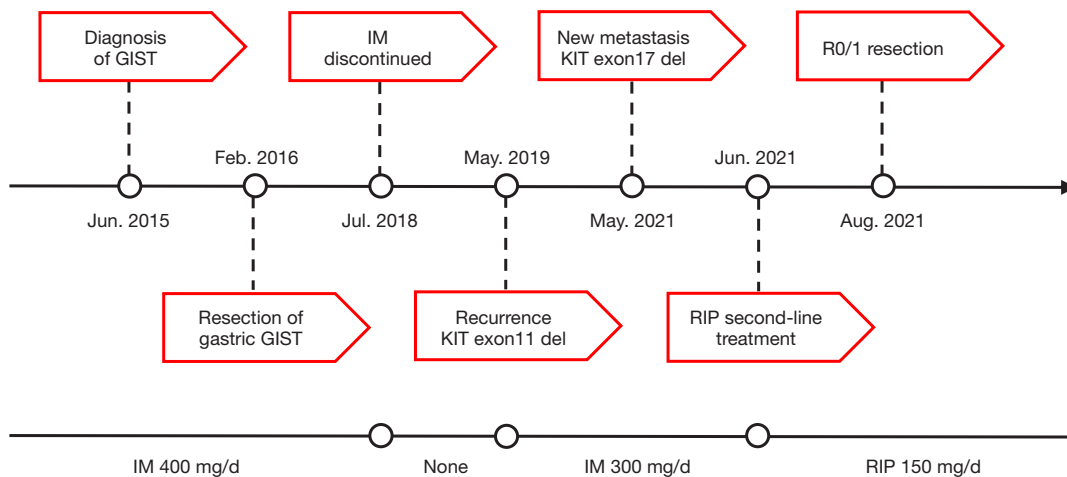 Diagnosis
of GIST
IM
discontinued
New metastasis
KIT exon17 del
R0/1 resection
Feb. 2016
May. 2019
Jun. 2021
Jun. 2015
Jul. 2018
May. 2021
Aug. 2021
Resection of
gastric GIST
Recurrence
KIT exon11 del
RIP second-line
treatment
IM 400 mg/d
None
IM 300 mg/d
RIP 150 mg/d